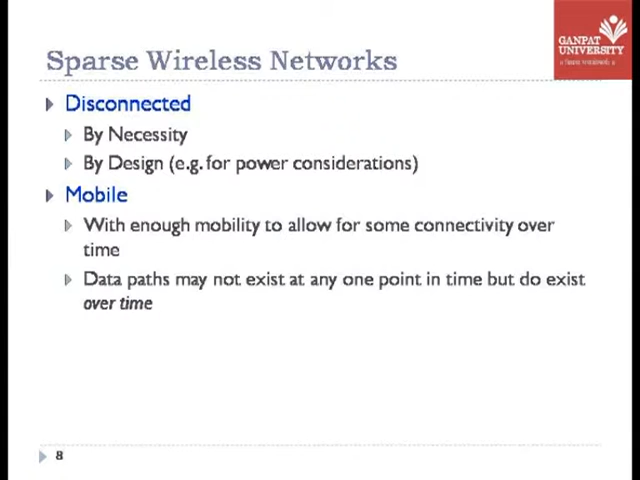 GANPAT
UNIVERSITY
Sparse Wireless Networks
Disconnected
By Necessity
By Design (e.g. for power considerations)
Mobile
With enough mobility to allow for some connectivity over
time
Data paths may not exist at any one point in time but do exist
over time
8